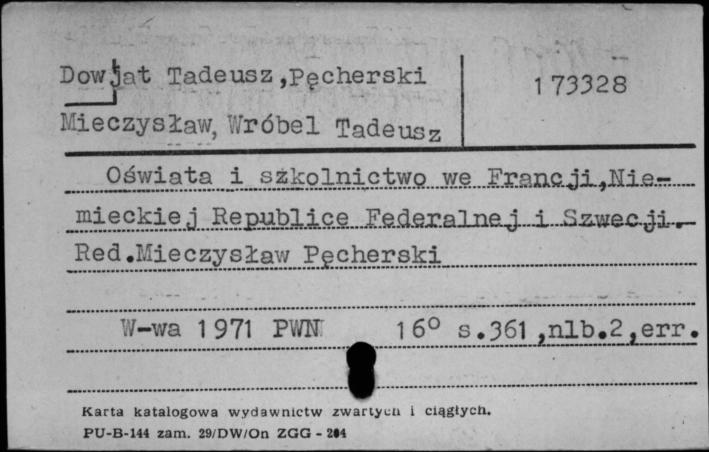 Dowjat Tadeusz,Pęcherski 173328
Mieczysław, Wróbel Tadeusz
Oświata i szkolnictwo we Francji,Nie-
mieckiej Republice Federalnej i Szwecji.
Red.Mieczysław Pęcherski
W-wa 1971 PWN 16° s.361,nlb.2,err.
Karta katalogowa wydawnictw zwartych i ciągłych.
PU-B-144 zam. 29/DW/On ZGG - 204